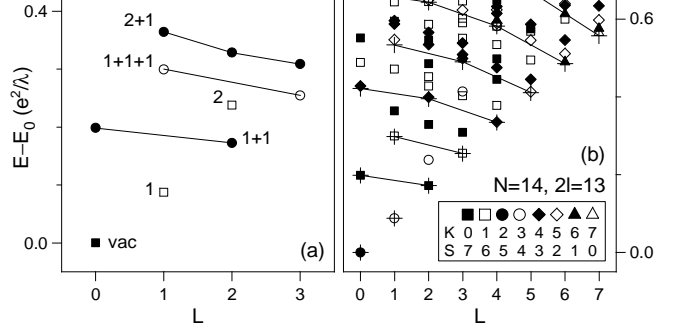 0.4
2+1
1+1+1
2
1+1
1
0.0
vac
(a)
E−E₀ (e²/λ)
0 1 2 3
L
0.6
(b)
N=14, 2l=13
K 0 1 2 3 4 5 6 7
S 7 6 5 4 3 2 1 0
0.0
0 1 2 3 4 5 6 7
L